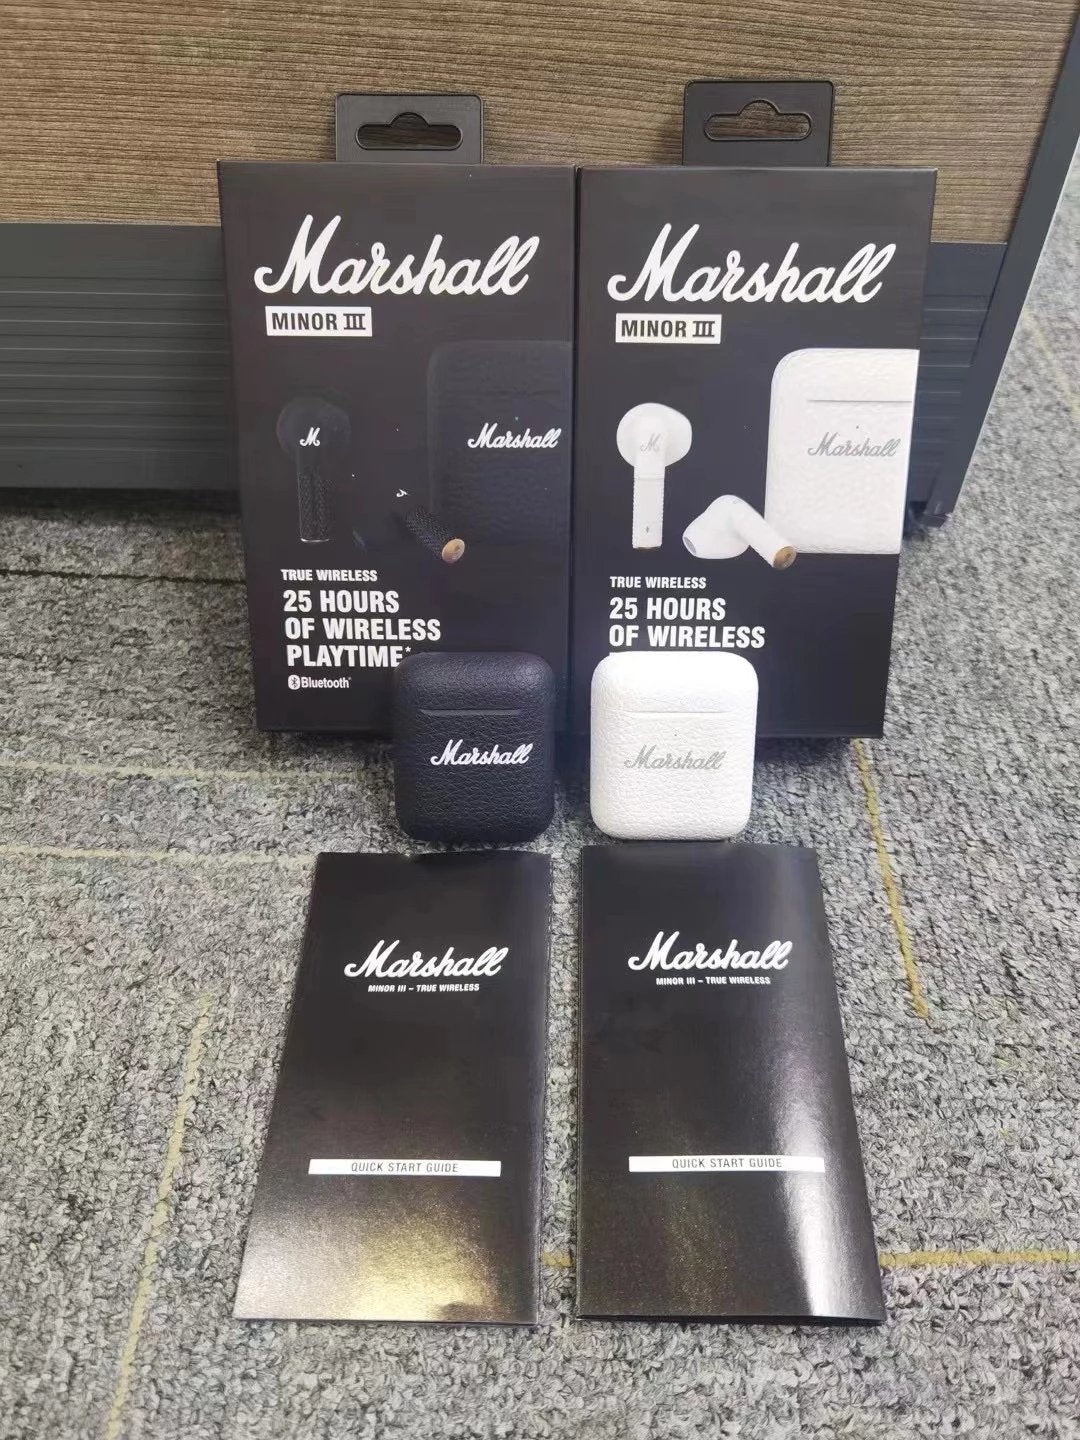 Marshall
MINOR III
M
Marshall
TRUE WIRELESS
25 HOURS
OF WIRELESS
PLAYTIME*
Bluetooth®
Marshall
MINOR III
M
Marshall
TRUE WIRELESS
25 HOURS
OF WIRELESS
Marshall
Marshall
Marshall
MINOR III – TRUE WIRELESS
QUICK START GUIDE
Marshall
MINOR III – TRUE WIRELESS
QUICK START GUIDE